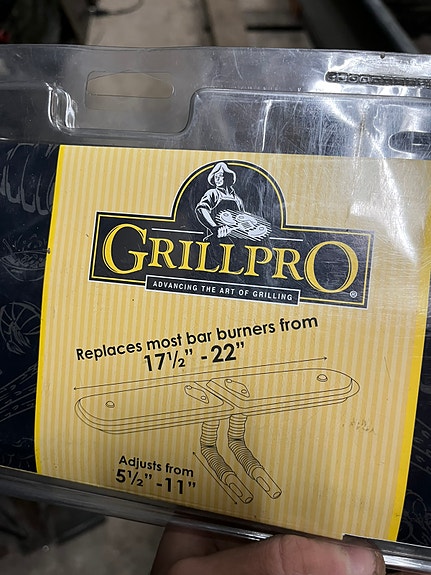 GRILLPRO®
ADVANCING THE ART OF GRILLING
Replaces most bar burners from
17½” - 22”
Adjusts from
5½” - 11”